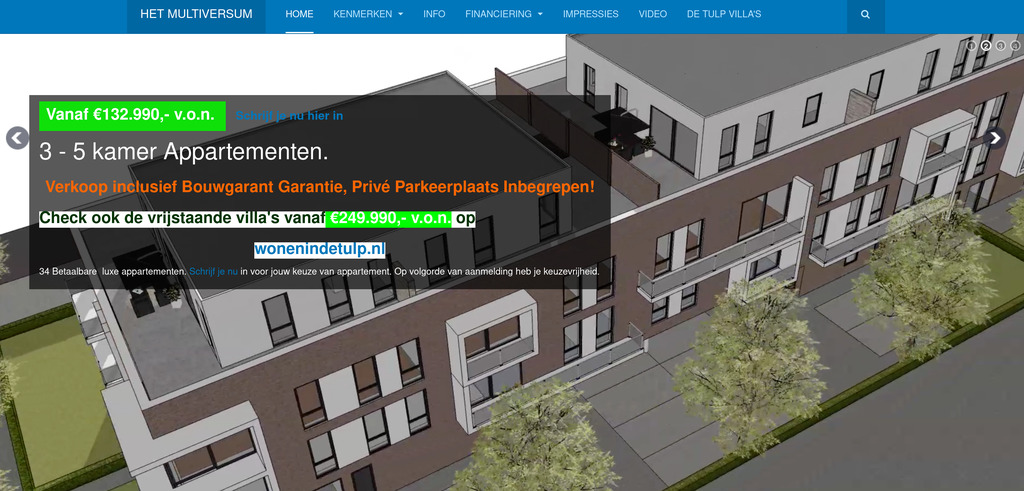 HET MULTIVERSUM HOME KENMERKEN INFO FINANCIERING IMPRESSIES VIDEO DE TULP VILLA'S
1 2 3 4
Vanaf €132.990,- v.o.n. Schrijf je nu hier in
3 - 5 kamer Appartementen.
Verkoop inclusief Bouwgarant Garantie, Privé Parkeerplaats Inbegrepen!
Check ook de vrijstaande villa's vanaf €249.990,- v.o.n. op
wonenindetulp.nl
34 Betaalbare luxe appartementen. Schrijf je nu in voor jouw keuze van appartement. Op volgorde van aanmelding heb je keuzevrijheid.